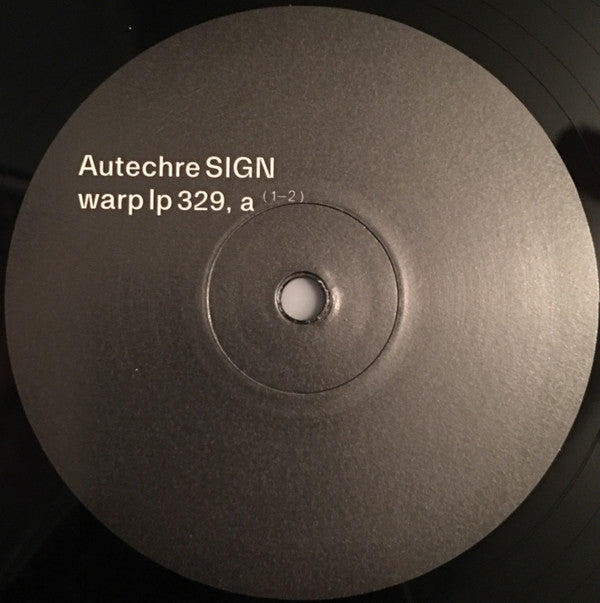 Autechre SIGN
warp lp 329, a (1–2)